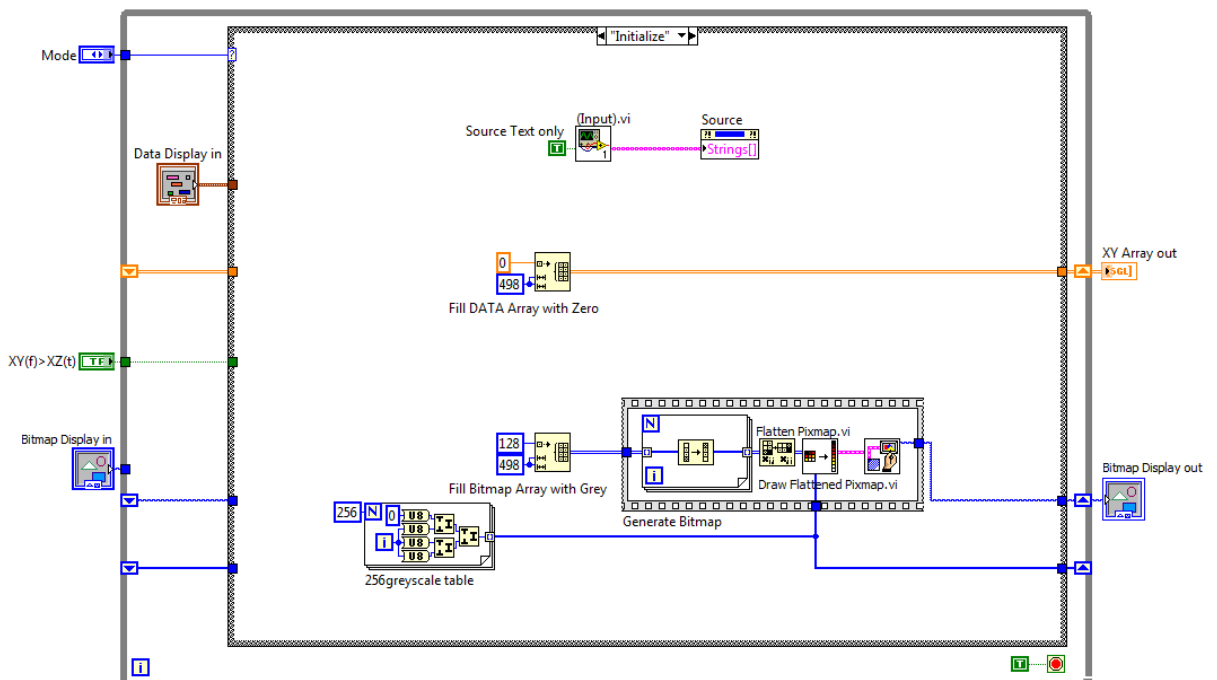 "Initialize"
Mode
?
(Input).vi
Source Text only
T
1
Source
?! ?!
Strings[]
Data Display in
0
498
Fill DATA Array with Zero
XY Array out
SGL]
XY(f)>XZ(t)
TF
Bitmap Display in
128
498
Fill Bitmap Array with Grey
N
i
Flatten Pixmap.vi
Draw Flattened Pixmap.vi
Generate Bitmap
Bitmap Display out
256
N
0
U8
U8
i
U8
U8
256greyscale table
i
T